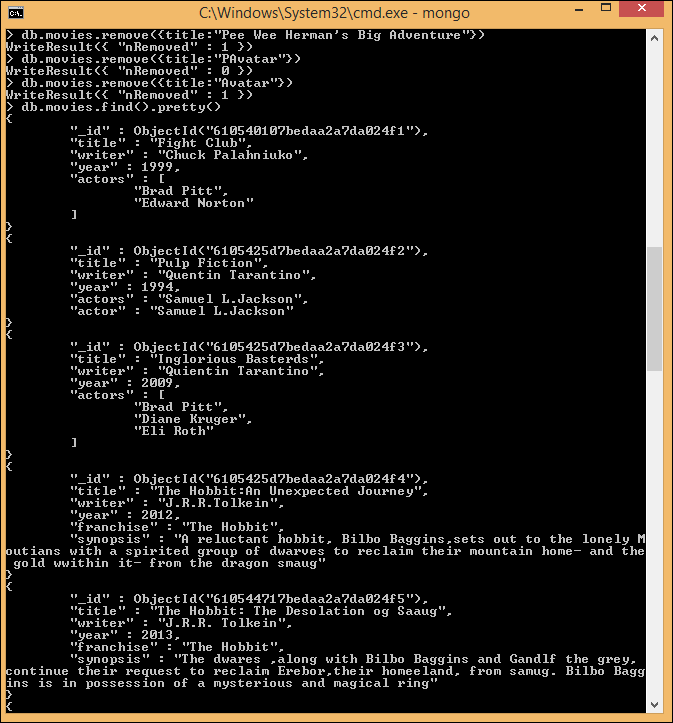 C:\Windows\System32\cmd.exe - mongo
> db.movies.remove({title:"Pee Wee Herman's Big Adventure"})
WriteResult({ "nRemoved" : 1 })
> db.movies.remove({title:"PAvatar"})
WriteResult({ "nRemoved" : 0 })
> db.movies.remove({title:"Avatar"})
WriteResult({ "nRemoved" : 1 })
> db.movies.find().pretty()
{
"_id" : ObjectId("610540107bedaa2a7da024f1"),
"title" : "Fight Club",
"writer" : "Chuck Palahniuko",
"year" : 1999,
"actors" : [
"Brad Pitt",
"Edward Norton"
]
}
{
"_id" : ObjectId("6105425d7bedaa2a7da024f2"),
"title" : "Pulp Fiction",
"writer" : "Quentin Tarantino",
"year" : 1994,
"actors" : "Samuel L.Jackson",
"actor" : "Samuel L.Jackson"
}
{
"_id" : ObjectId("6105425d7bedaa2a7da024f3"),
"title" : "Inglorious Basterds",
"writer" : "Quientin Tarantino",
"year" : 2009,
"actors" : [
"Brad Pitt",
"Diane Kruger",
"Eli Roth"
]
}
{
"_id" : ObjectId("6105425d7bedaa2a7da024f4"),
"title" : "The Hobbit:An Unexpected Journey",
"writer" : "J.R.R.Tolkein",
"year" : 2012,
"franchise" : "The Hobbit",
"synopsis" : "A reluctant hobbit, Bilbo Baggins,sets out to the lonely M
outians with a spirited group of dwarves to reclaim their mountain home- and the
gold wwithin it- from the dragon smaug"
}
{
"_id" : ObjectId("610544717bedaa2a7da024f5"),
"title" : "The Hobbit: The Desolation og Saaug",
"writer" : "J.R.R. Tolkein",
"year" : 2013,
"franchise" : "The Hobbit",
"synopsis" : "The dwares ,along with Bilbo Baggins and Gandlf the grey,
continue their request to reclaim Erebor,their homeeland, from samug. Bilbo Bagg
ins is in possession of a mysterious and magical ring"
}
{